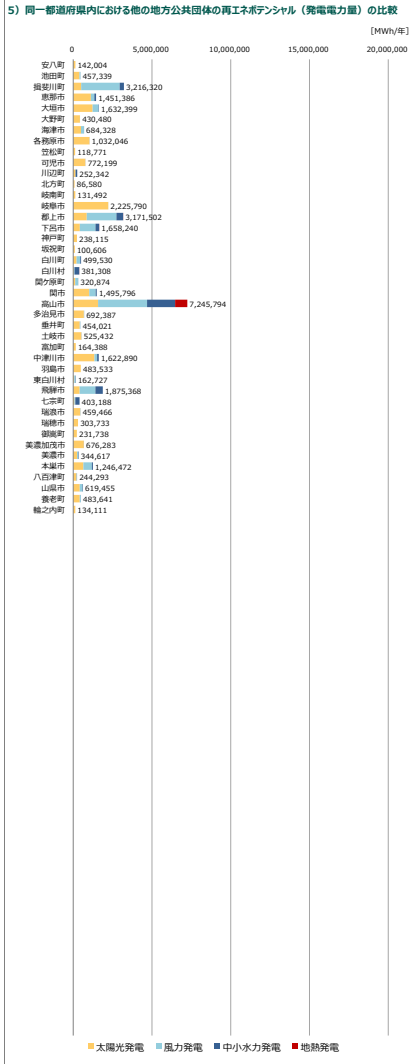 5）同一都道府県内における他の地方公共団体の再エネポテンシャル（発電電力量）の比較
[MWh/年]
0 5,000,000 10,000,000 15,000,000 20,000,000
安八町 142,004
池田町 457,339
揖斐川町 3,216,320
恵那市 1,451,386
大垣市 1,632,399
大野町 430,480
海津市 684,328
各務原市 1,032,046
笠松町 118,771
可児市 772,199
川辺町 252,342
北方町 86,580
岐南町 131,492
岐阜市 2,225,790
郡上市 3,171,502
下呂市 1,658,240
神戸町 238,115
坂祝町 100,606
白川町 499,530
白川村 381,308
関ケ原町 320,874
関市 1,495,796
高山市 7,245,794
多治見市 692,387
垂井町 454,021
土岐市 525,432
富加町 164,388
中津川市 1,622,890
羽島市 483,533
東白川村 162,727
飛騨市 1,875,368
七宗町 403,188
瑞浪市 459,466
瑞穂市 303,733
御嵩町 231,738
美濃加茂市 676,283
美濃市 344,617
本巣市 1,246,472
八百津町 244,293
山県市 619,455
養老町 483,641
輪之内町 134,111
太陽光発電 風力発電 中小水力発電 地熱発電